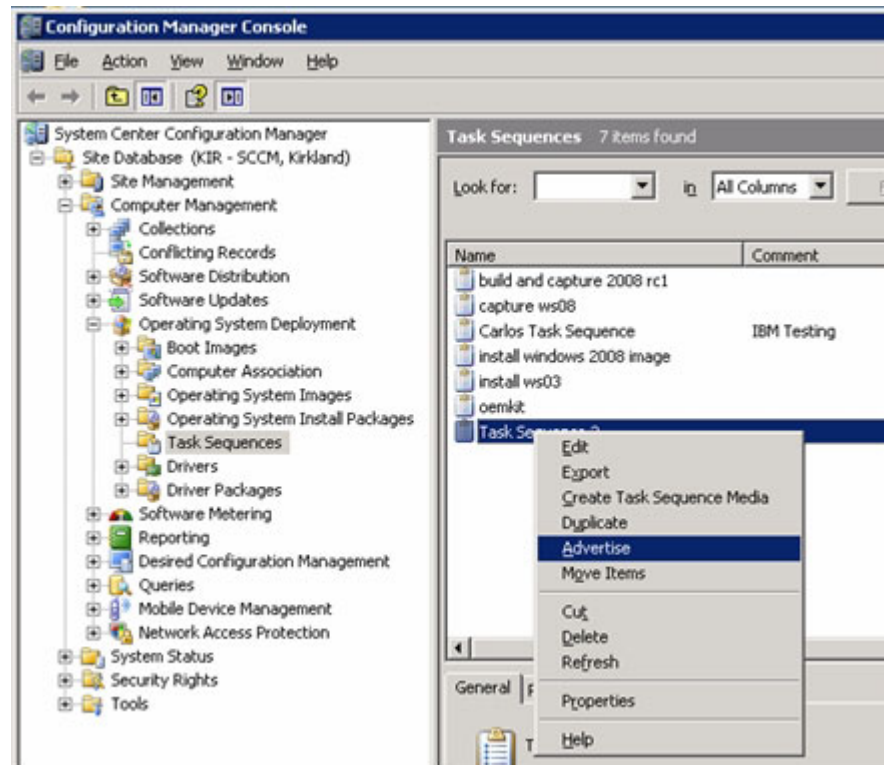 Configuration Manager Console
File Action View Window Help
System Center Configuration Manager
Site Database (KIR - SCCM, Kirkland)
Site Management
Computer Management
Collections
Conflicting Records
Software Distribution
Software Updates
Operating System Deployment
Boot Images
Computer Association
Operating System Images
Operating System Install Packages
Task Sequences
Drivers
Driver Packages
Software Metering
Reporting
Desired Configuration Management
Queries
Mobile Device Management
Network Access Protection
System Status
Security Rights
Tools
Task Sequences 7 items found
Look for: in All Columns
Name Comment
build and capture 2008 rc1
capture ws08
Carlos Task Sequence IBM Testing
install windows 2008 image
install ws03
oemkit
Task
Edit
Export
Create Task Sequence Media
Duplicate
Advertise
Move Items
Cut
Delete
Refresh
Properties
Help
General